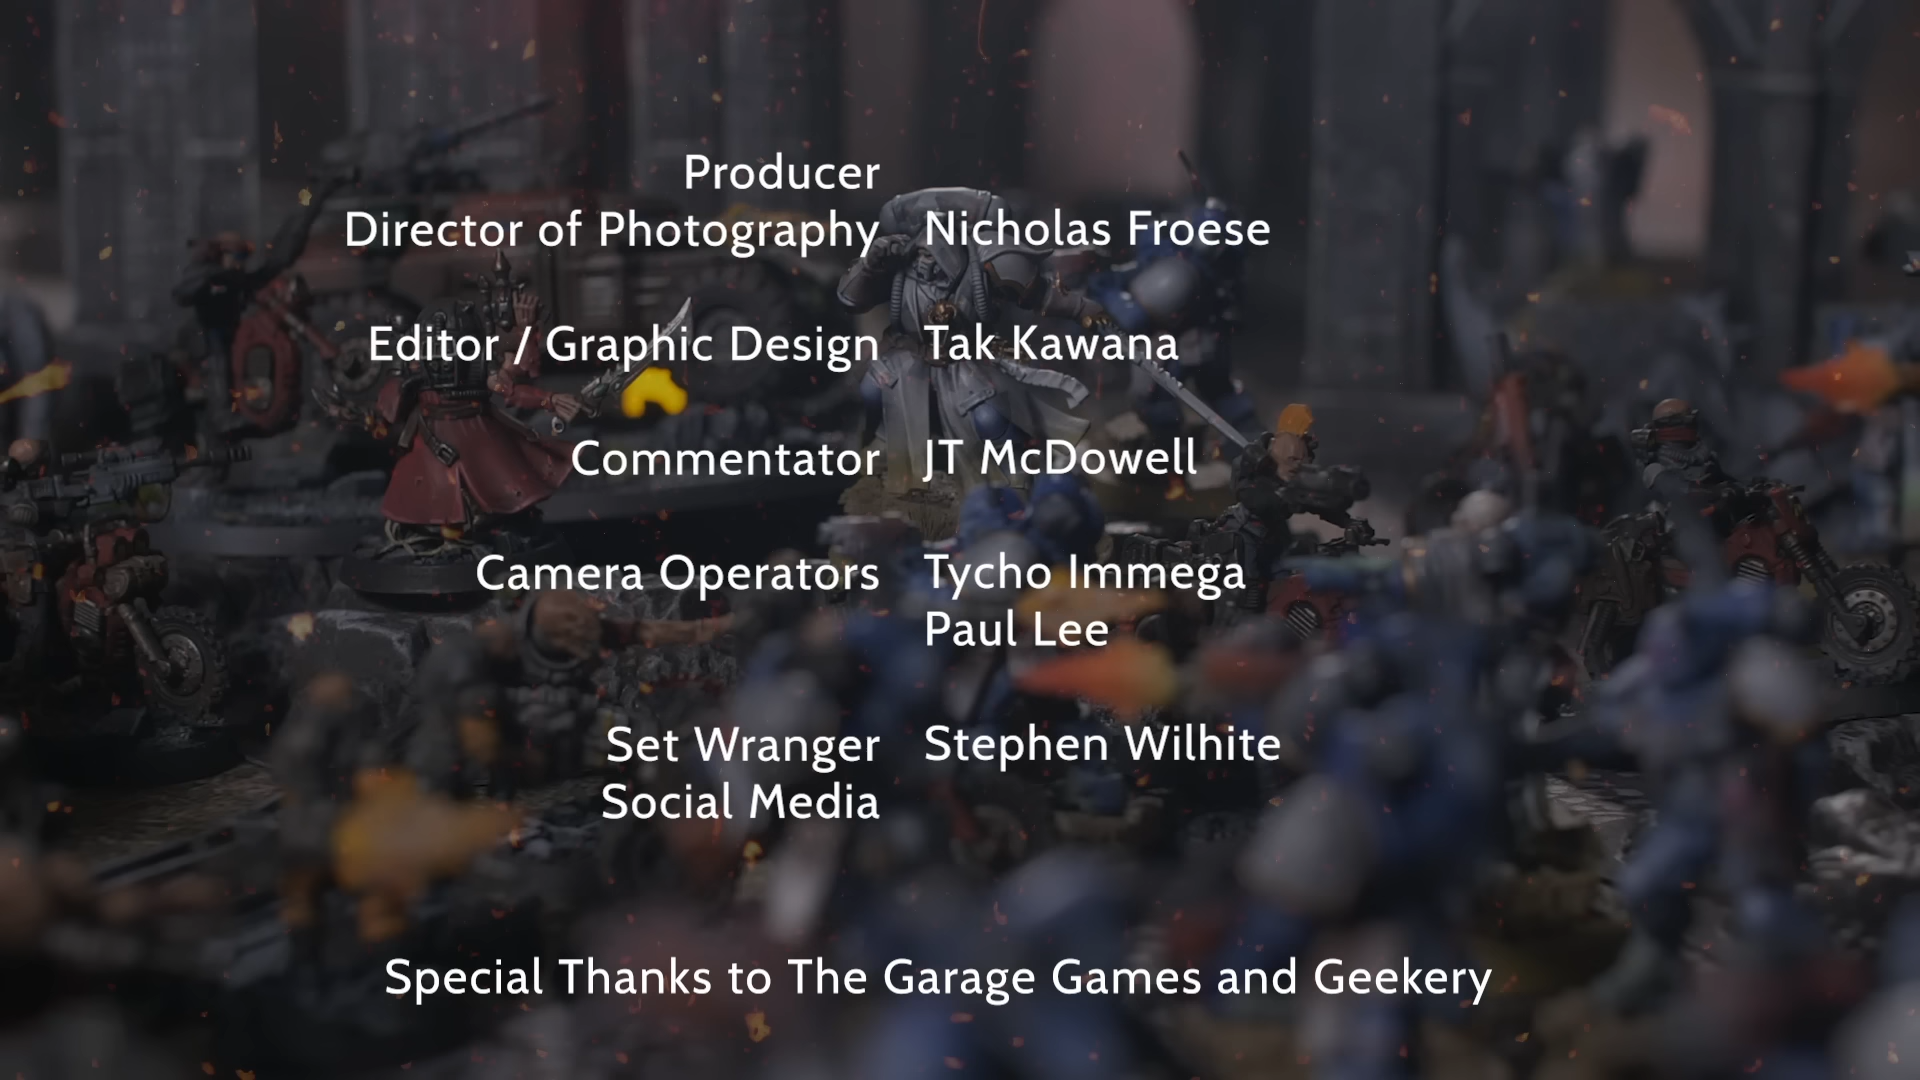 Producer
Director of Photography Nicholas Froese
Editor / Graphic Design Tak Kawana
Commentator JT McDowell
Camera Operators Tycho Immega
Paul Lee
Set Wranger Stephen Wilhite
Social Media
Special Thanks to The Garage Games and Geekery